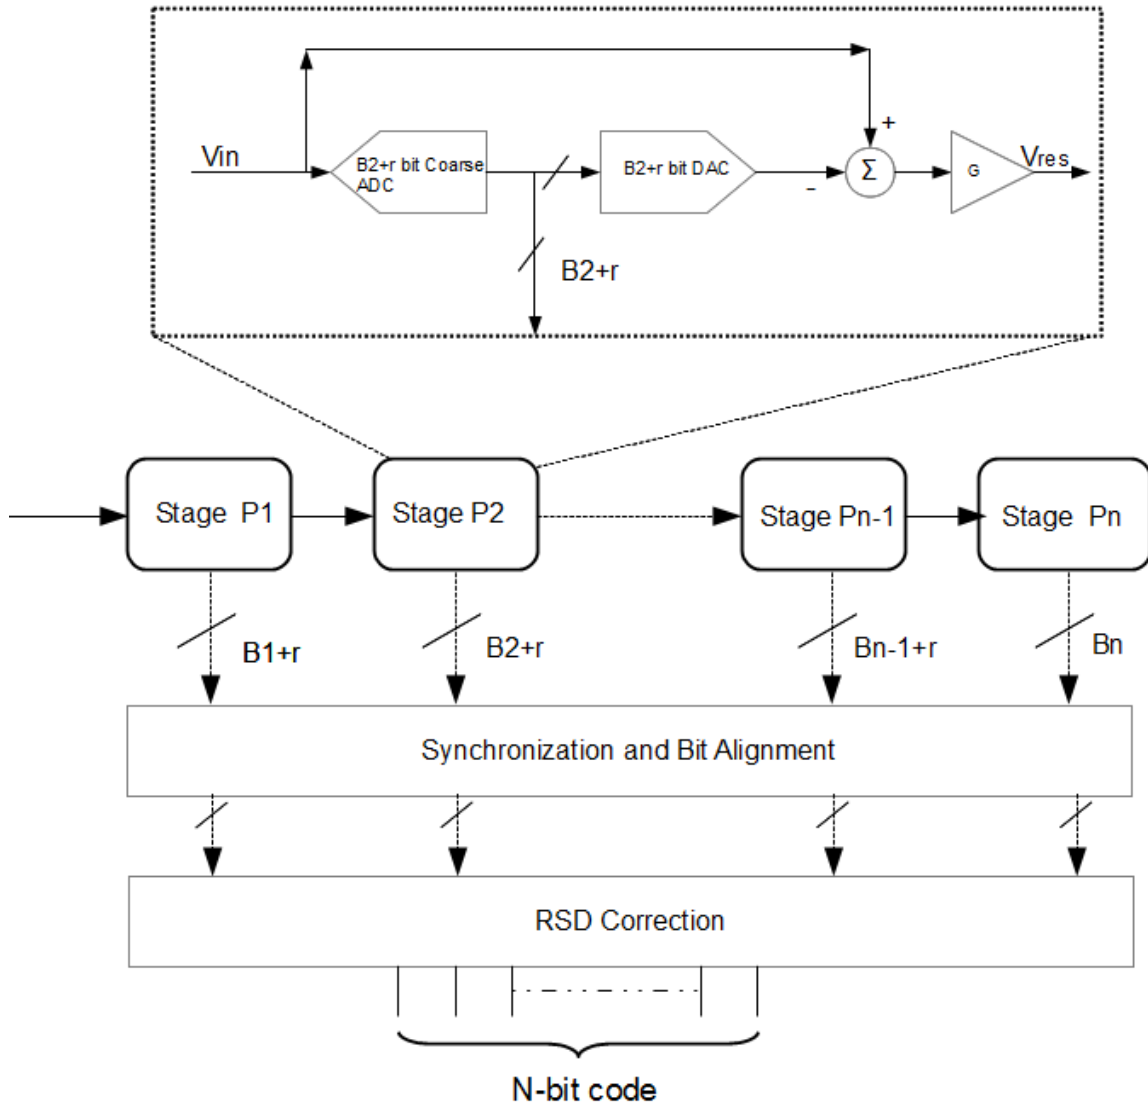 +
Vin
B2+r bit Coarse
ADC
B2+r bit DAC
Σ
G
Vres
-
B2+r
Stage P1
Stage P2
Stage Pn-1
Stage Pn
B1+r
B2+r
Bn-1+r
Bn
Synchronization and Bit Alignment
RSD Correction
N-bit code